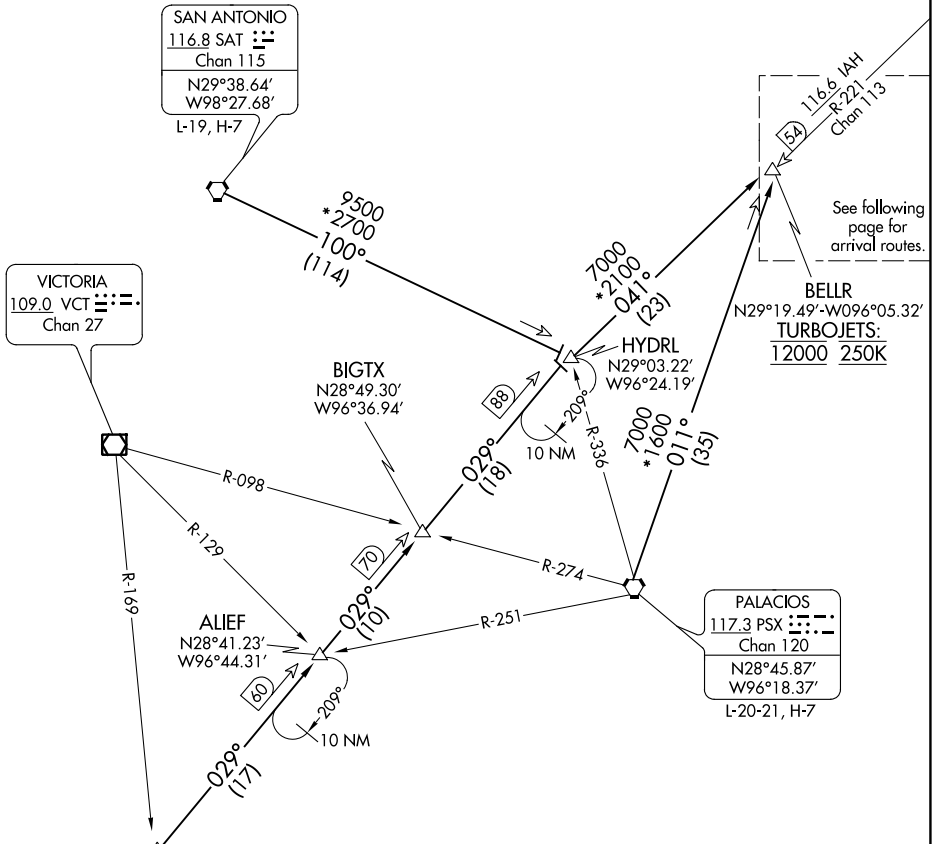 SAN ANTONIO
116.8 SAT
Chan 115
N29°38.64'
W98°27.68'
L-19, H-7
116.6 IAH
R-221
Chan 113
54
See following
page for
arrival routes.
9500
*2700
100°
(114)
7000
*2100
041°
(23)
BELLR
N29°19.49'-W096°05.32'
TURBOJETS:
12000 250K
VICTORIA
109.0 VCT
Chan 27
HYDRL
N29°03.22'
W96°24.19'
BIGTX
N28°49.30'
W96°36.94'
88
209°
10 NM
R-336
7000
*1600
011°
(35)
029°
(18)
R-098
R-129
R-169
70
R-274
R-251
029°
(10)
ALIEF
N28°41.23'
W96°44.31'
60
209°
10 NM
029°
(17)
PALACIOS
117.3 PSX
Chan 120
N28°45.87'
W96°18.37'
L-20-21, H-7